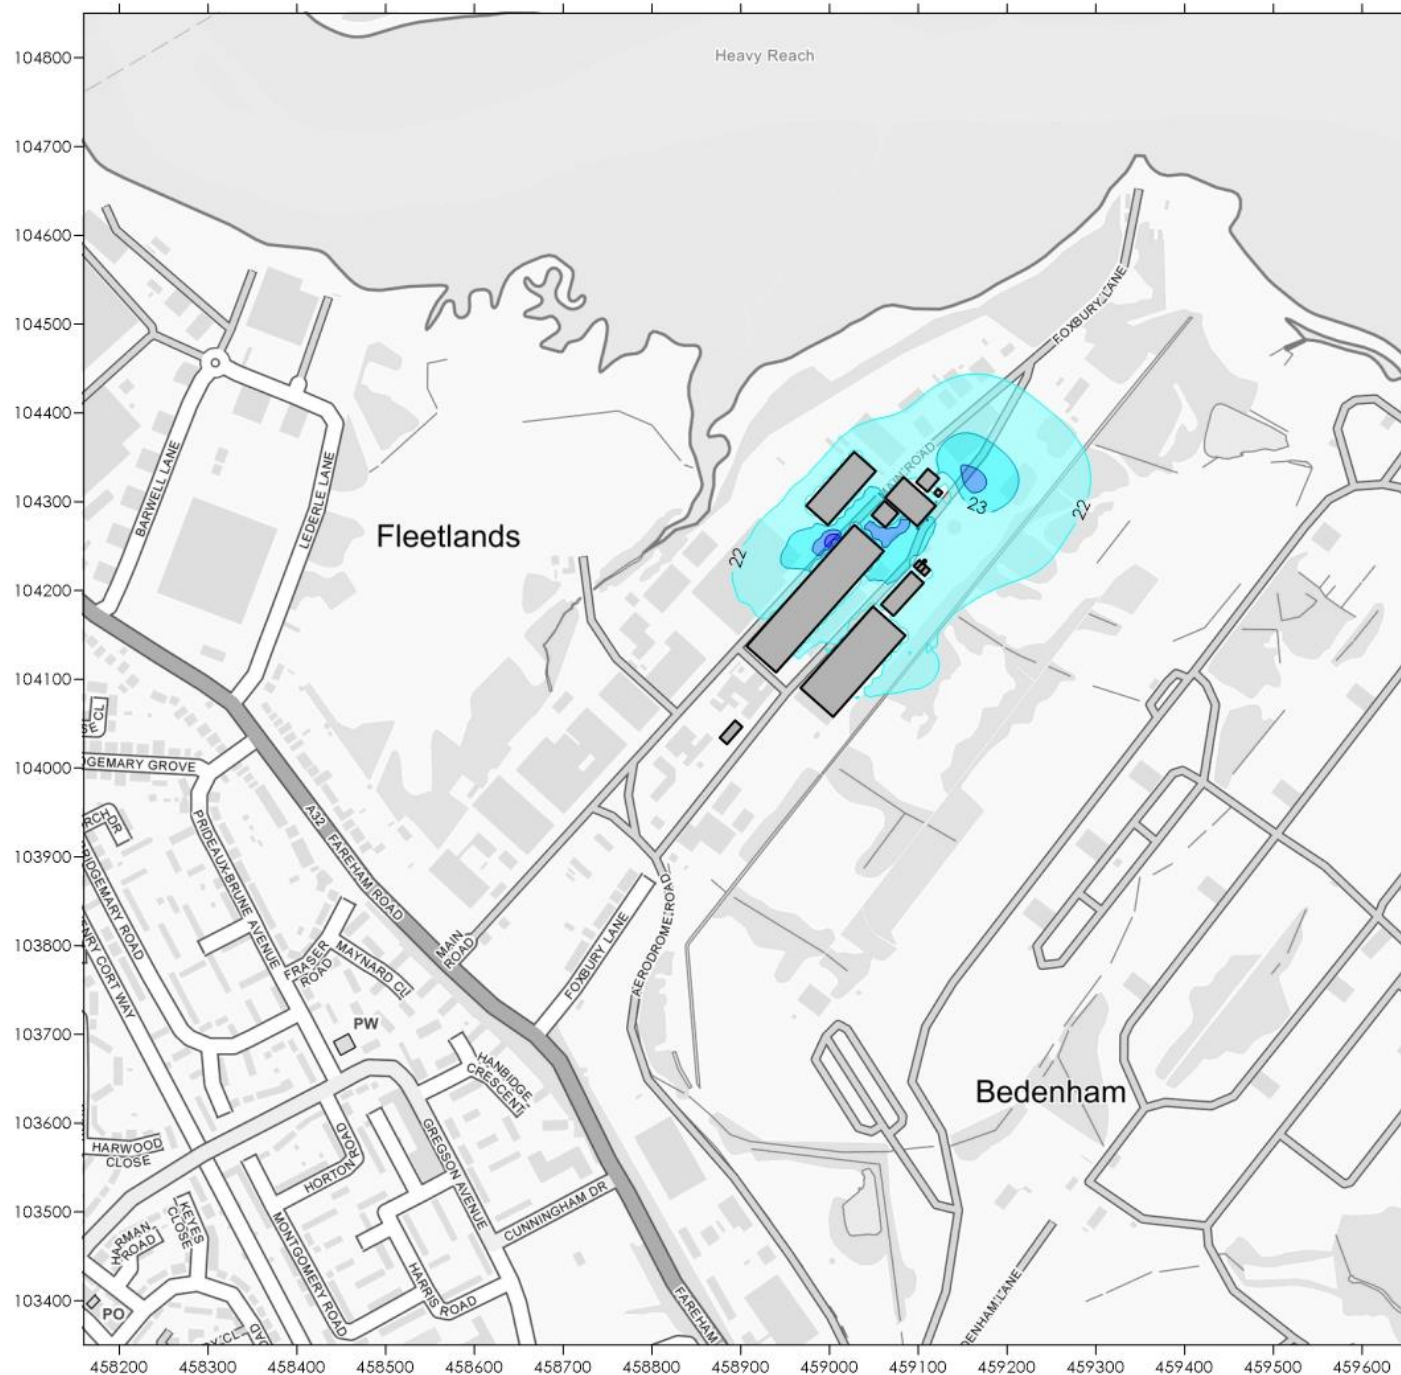 Heavy Reach
104800
104700
104600
104500
104400
104300
104200
104100
104000
103900
103800
103700
103600
103500
103400
FOXBURY LANE
MAIN ROAD
23
22
22
BARWELL LANE
LEDERLE LANE
Fleetlands
CL
GEMARY GROVE
A32
FAREHAM ROAD
PRIDEAUX-BRUNE AVENUE
RIDGEMARY ROAD
ENRY CORT WAY
FRASER
ROAD
MAYNARD CL
MAIN
ROAD
FOXBURY LANE
AERODROME ROAD
PW
HANBIDGE
CRESCENT
Bedenham
HARWOOD
CLOSE
HORTON
ROAD
GREGSON AVENUE
CUNNINGHAM DR
KEYES
CLOSE
HARMAN
ROAD
MONTGOMERY ROAD
HARRIS ROAD
FAREHAM
DENHAM LANE
PO
458200
458300
458400
458500
458600
458700
458800
458900
459000
459100
459200
459300
459400
459500
459600